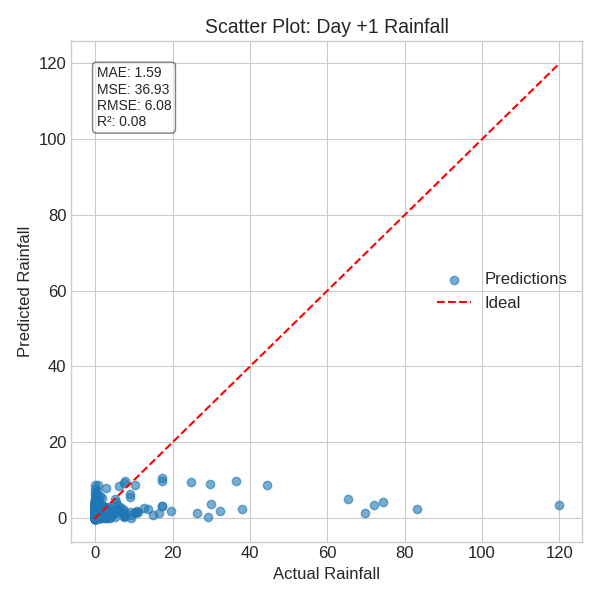 Scatter Plot: Day +1 Rainfall
MAE: 1.59
MSE: 36.93
RMSE: 6.08
R²: 0.08
Predictions
Ideal
Predicted Rainfall
120
100
80
60
40
20
0
0 20 40 60 80 100 120
Actual Rainfall